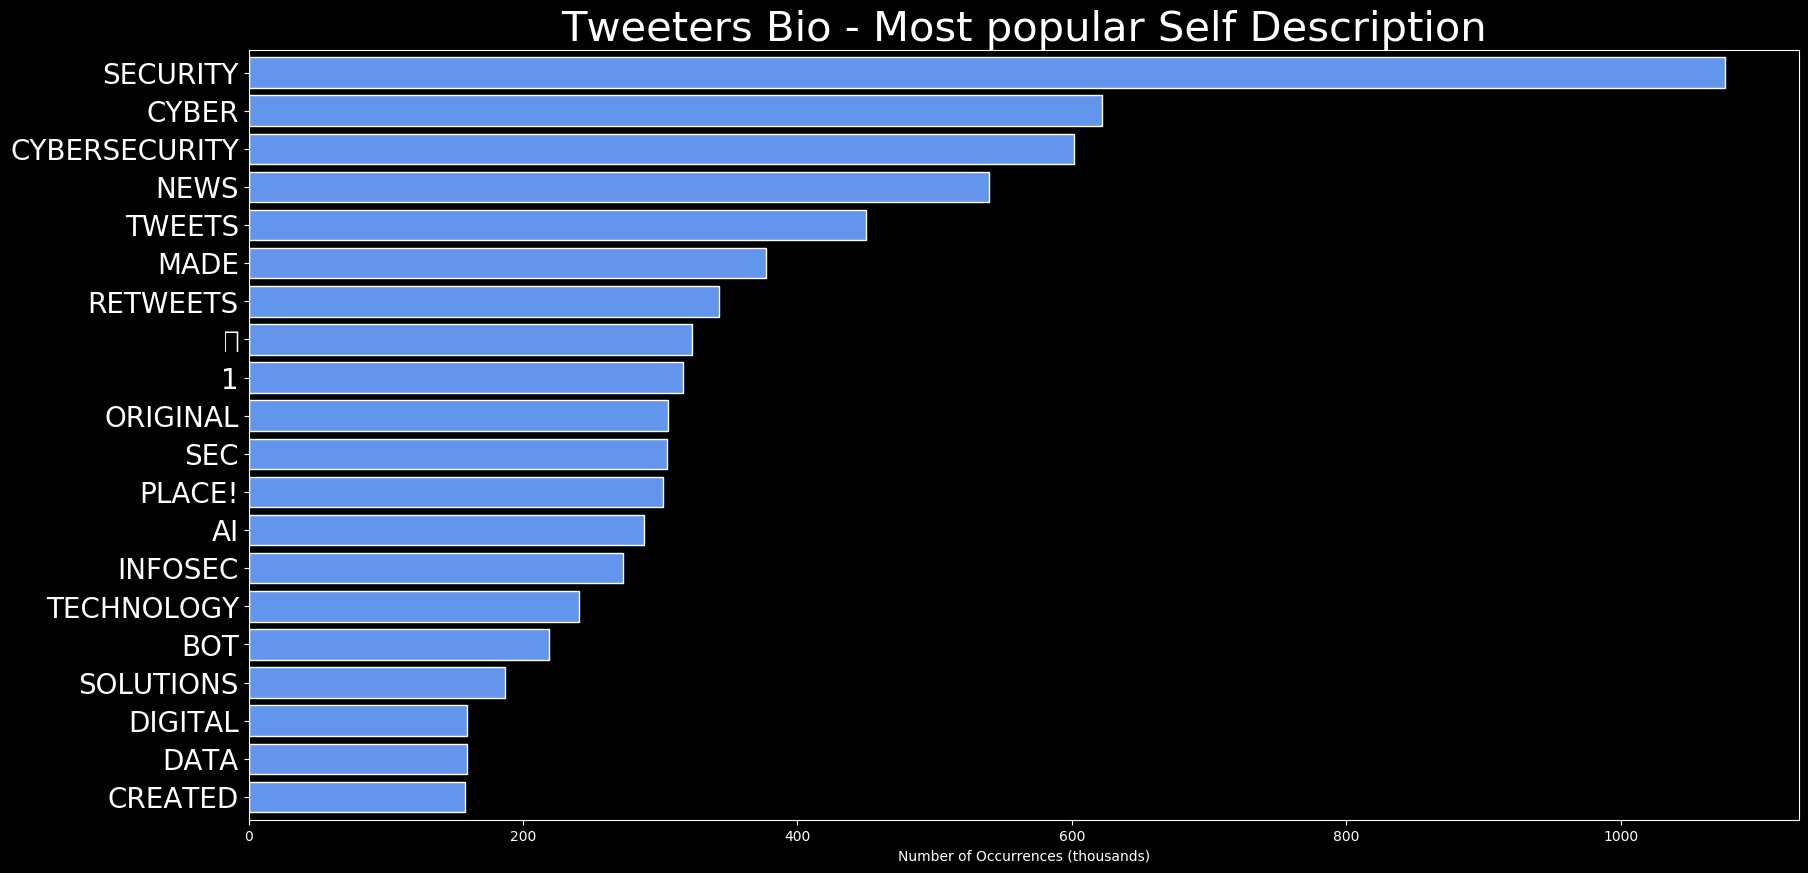 Tweeters Bio - Most popular Self Description
SECURITY
CYBER
CYBERSECURITY
NEWS
TWEETS
MADE
RETWEETS
1
ORIGINAL
SEC
PLACE!
AI
INFOSEC
TECHNOLOGY
BOT
SOLUTIONS
DIGITAL
DATA
CREATED
0 200 400 600 800 1000
Number of Occurrences (thousands)